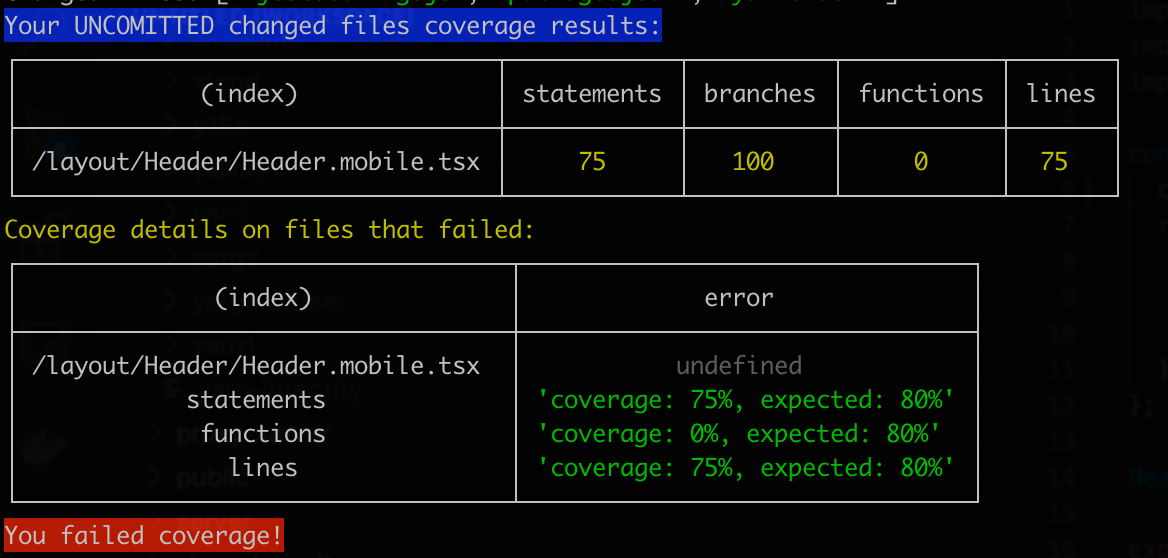 Your UNCOMITTED changed files coverage results:
(index) statements branches functions lines
/layout/Header/Header.mobile.tsx 75 100 0 75
Coverage details on files that failed:
(index) error
/layout/Header/Header.mobile.tsx undefined
statements 'coverage: 75%, expected: 80%'
functions 'coverage: 0%, expected: 80%'
lines 'coverage: 75%, expected: 80%'
You failed coverage!